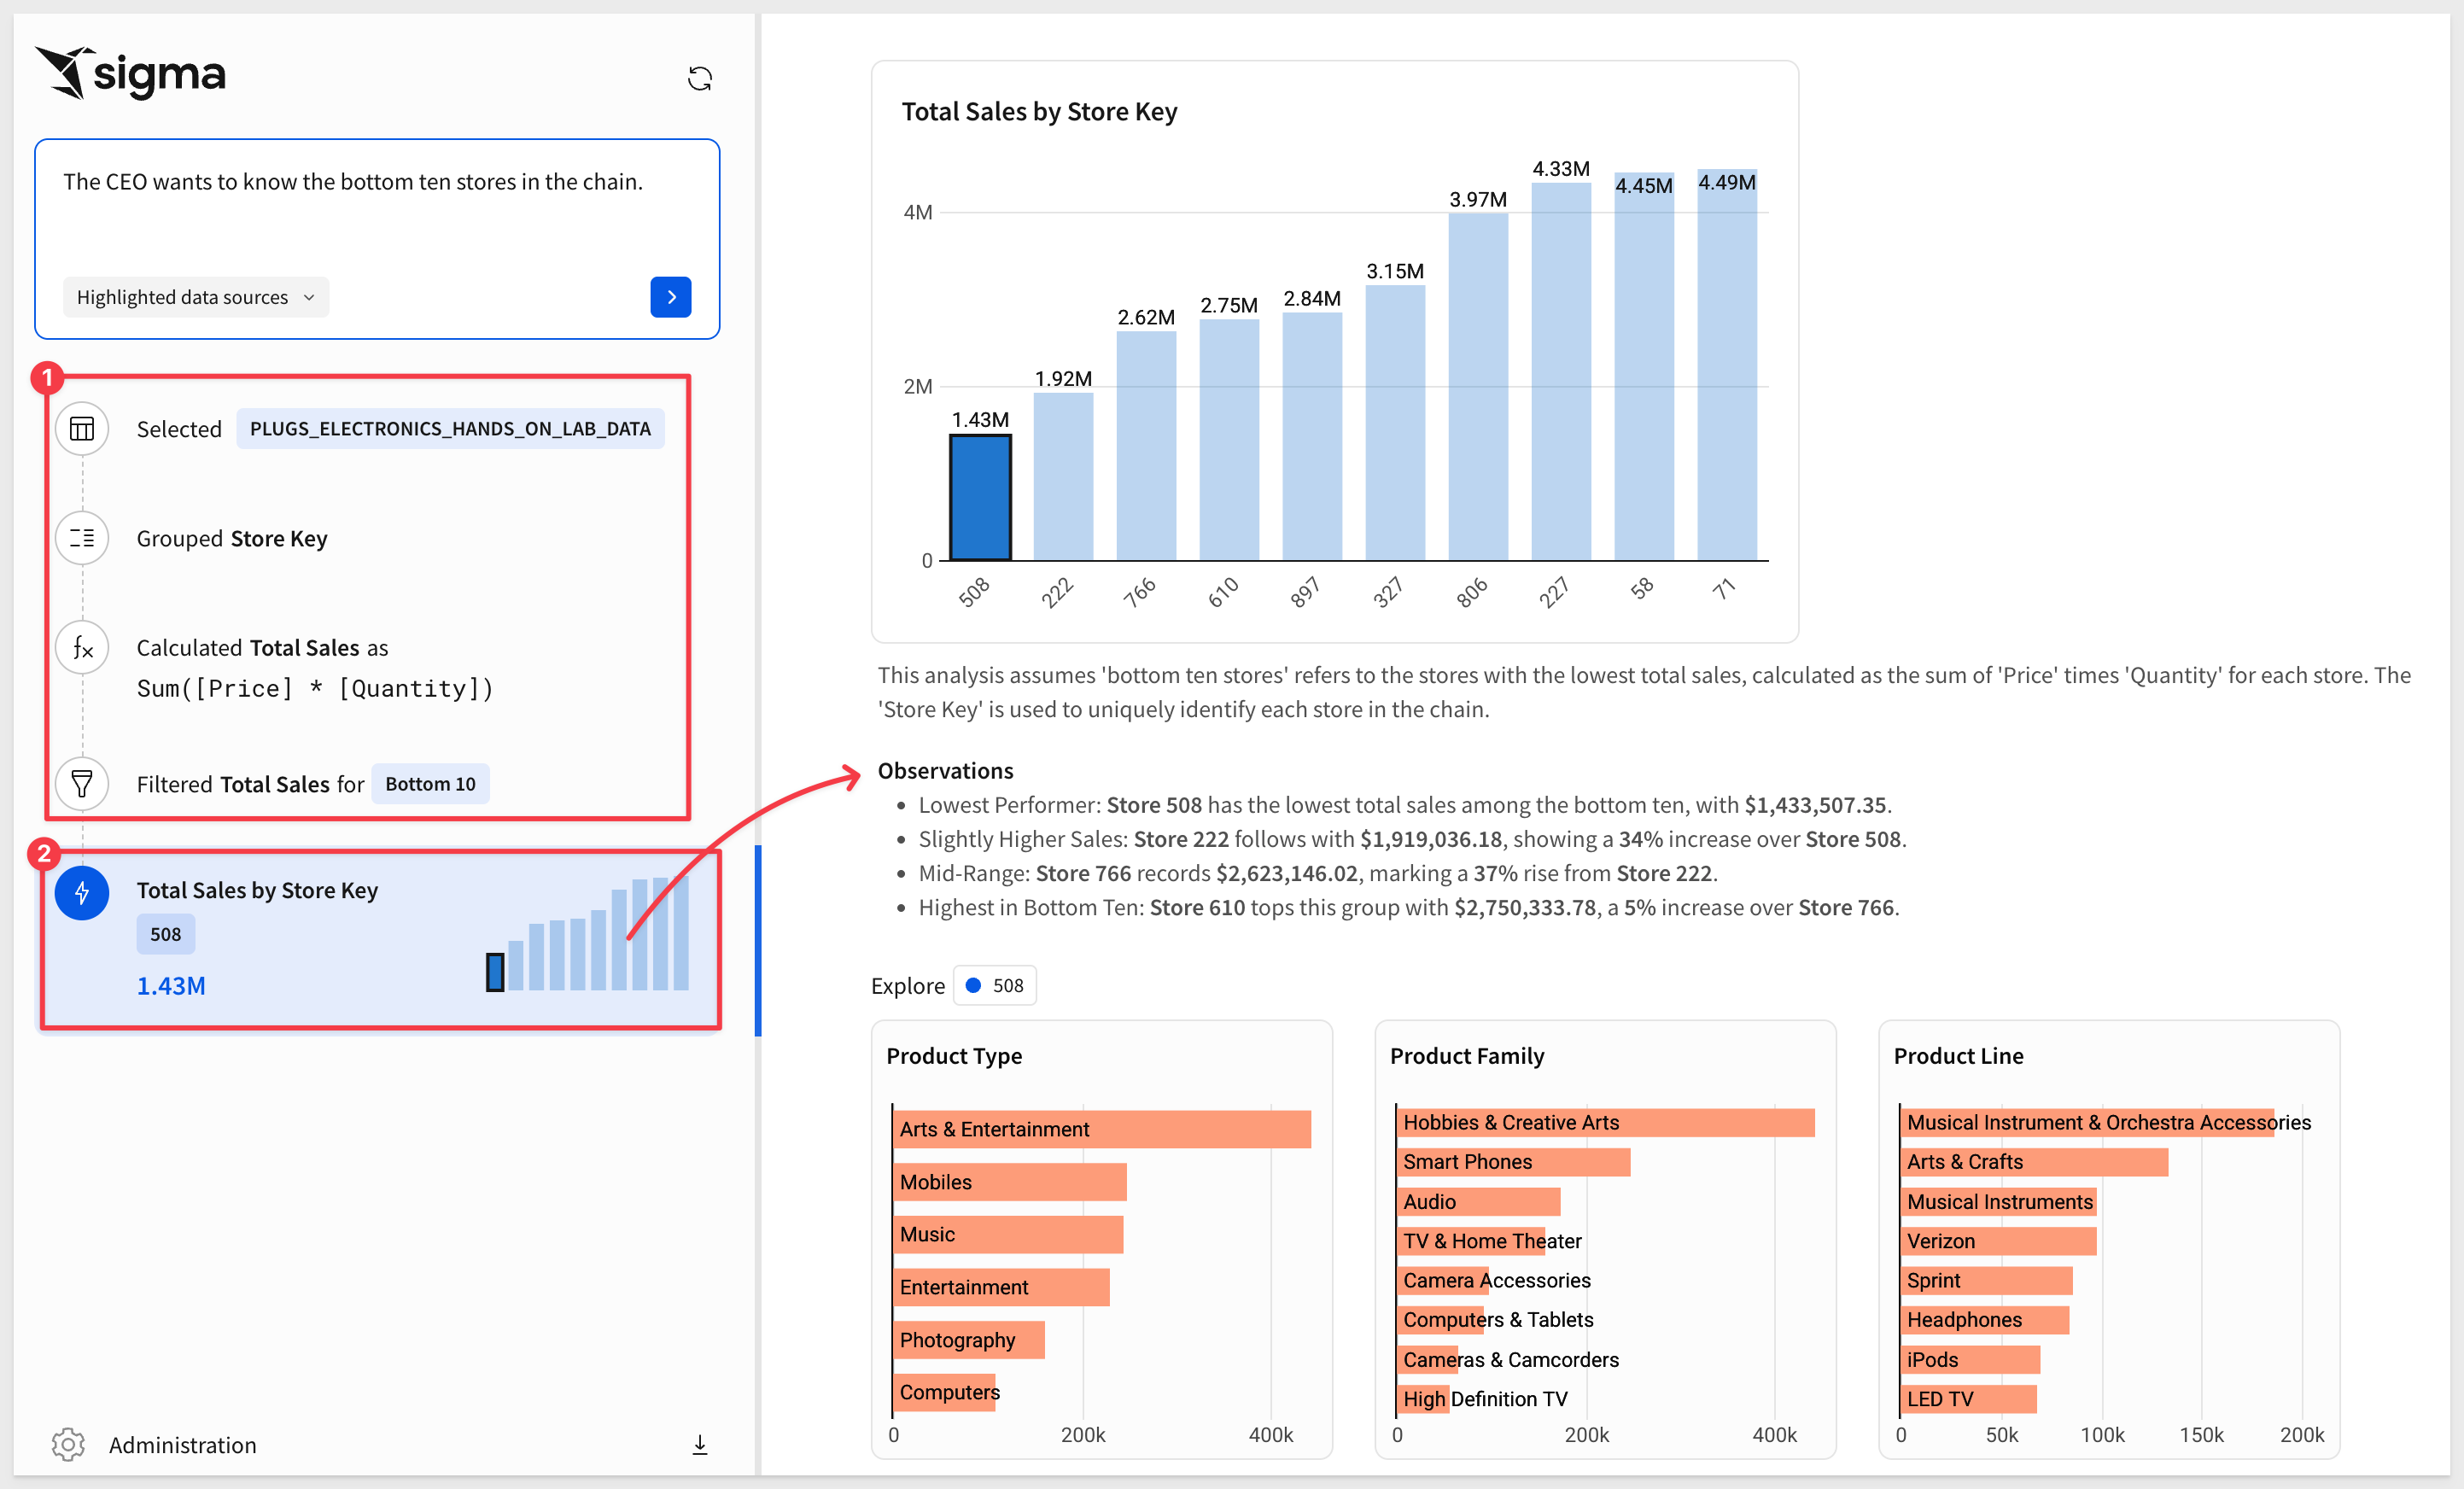 sigma
The CEO wants to know the bottom ten stores in the chain.
Highlighted data sources
1
Selected PLUGS_ELECTRONICS_HANDS_ON_LAB_DATA
Grouped Store Key
Calculated Total Sales as
Sum([Price] * [Quantity])
Filtered Total Sales for Bottom 10
2
Total Sales by Store Key
508
1.43M
Administration
Total Sales by Store Key
4M
2M
0
1.43M
1.92M
2.62M
2.75M
2.84M
3.15M
3.97M
4.33M
4.45M
4.49M
508
222
766
610
897
327
806
227
58
71
This analysis assumes 'bottom ten stores' refers to the stores with the lowest total sales, calculated as the sum of 'Price' times 'Quantity' for each store. The
'Store Key' is used to uniquely identify each store in the chain.
Observations
• Lowest Performer: Store 508 has the lowest total sales among the bottom ten, with $1,433,507.35.
• Slightly Higher Sales: Store 222 follows with $1,919,036.18, showing a 34% increase over Store 508.
• Mid-Range: Store 766 records $2,623,146.02, marking a 37% rise from Store 222.
• Highest in Bottom Ten: Store 610 tops this group with $2,750,333.78, a 5% increase over Store 766.
Explore 508
Product Type
Arts & Entertainment
Mobiles
Music
Entertainment
Photography
Computers
0 200k 400k
Product Family
Hobbies & Creative Arts
Smart Phones
Audio
TV & Home Theater
Camera Accessories
Computers & Tablets
Cameras & Camcorders
High Definition TV
0 200k 400k
Product Line
Musical Instrument & Orchestra Accessories
Arts & Crafts
Musical Instruments
Verizon
Sprint
Headphones
iPods
LED TV
0 50k 100k 150k 200k